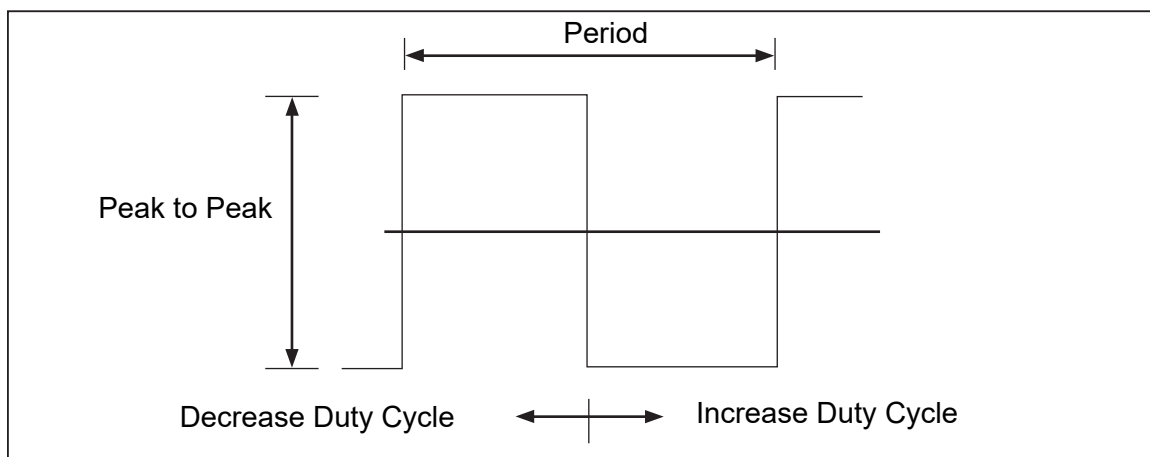 Period
Peak to Peak
Decrease Duty Cycle
Increase Duty Cycle